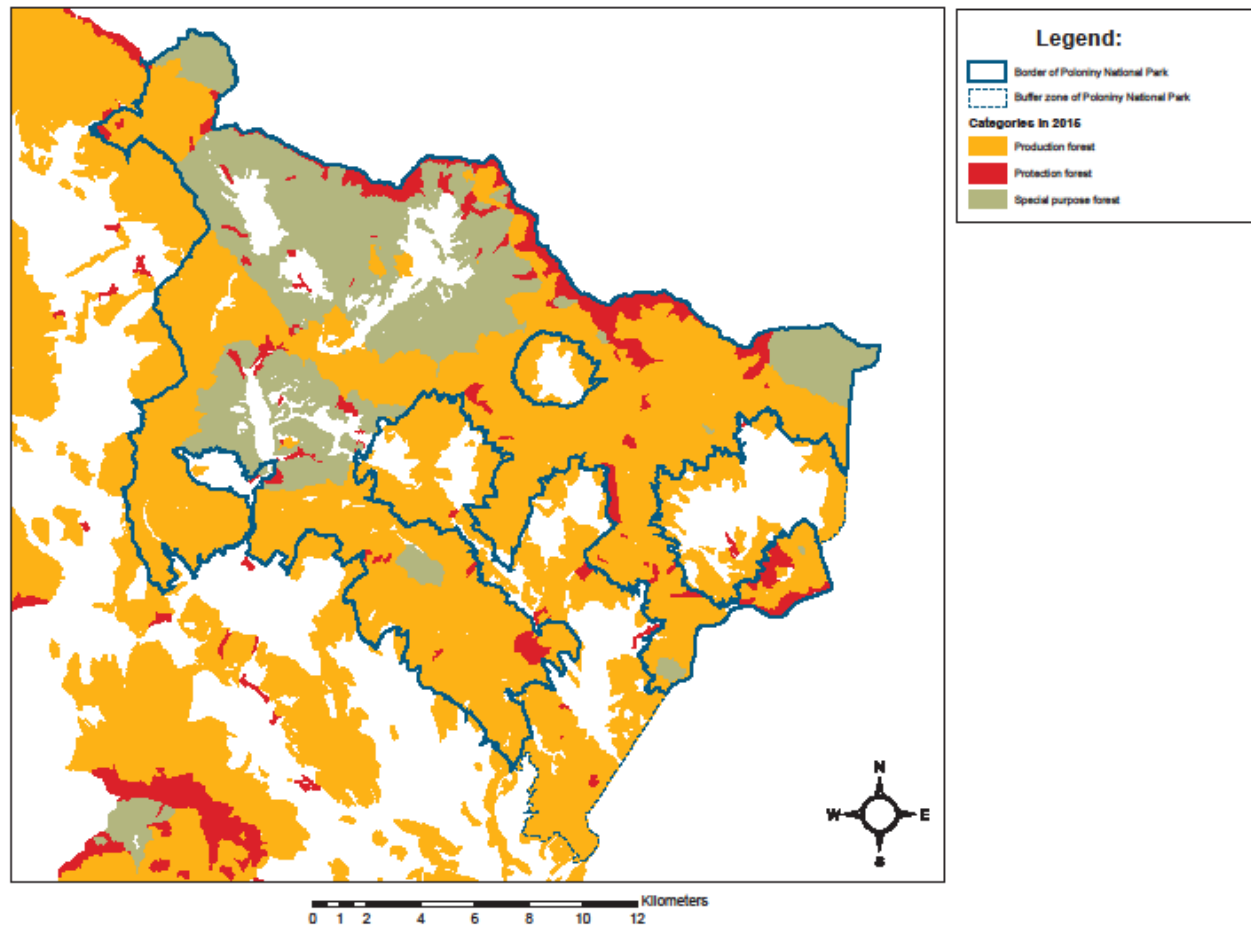 Legend:
Border of Poloniny National Park
Buffer zone of Poloniny National Park
Categories in 2015
Production forest
Protection forest
Special purpose forest
N
W E
S
Kilometers
0 1 2 4 6 8 10 12